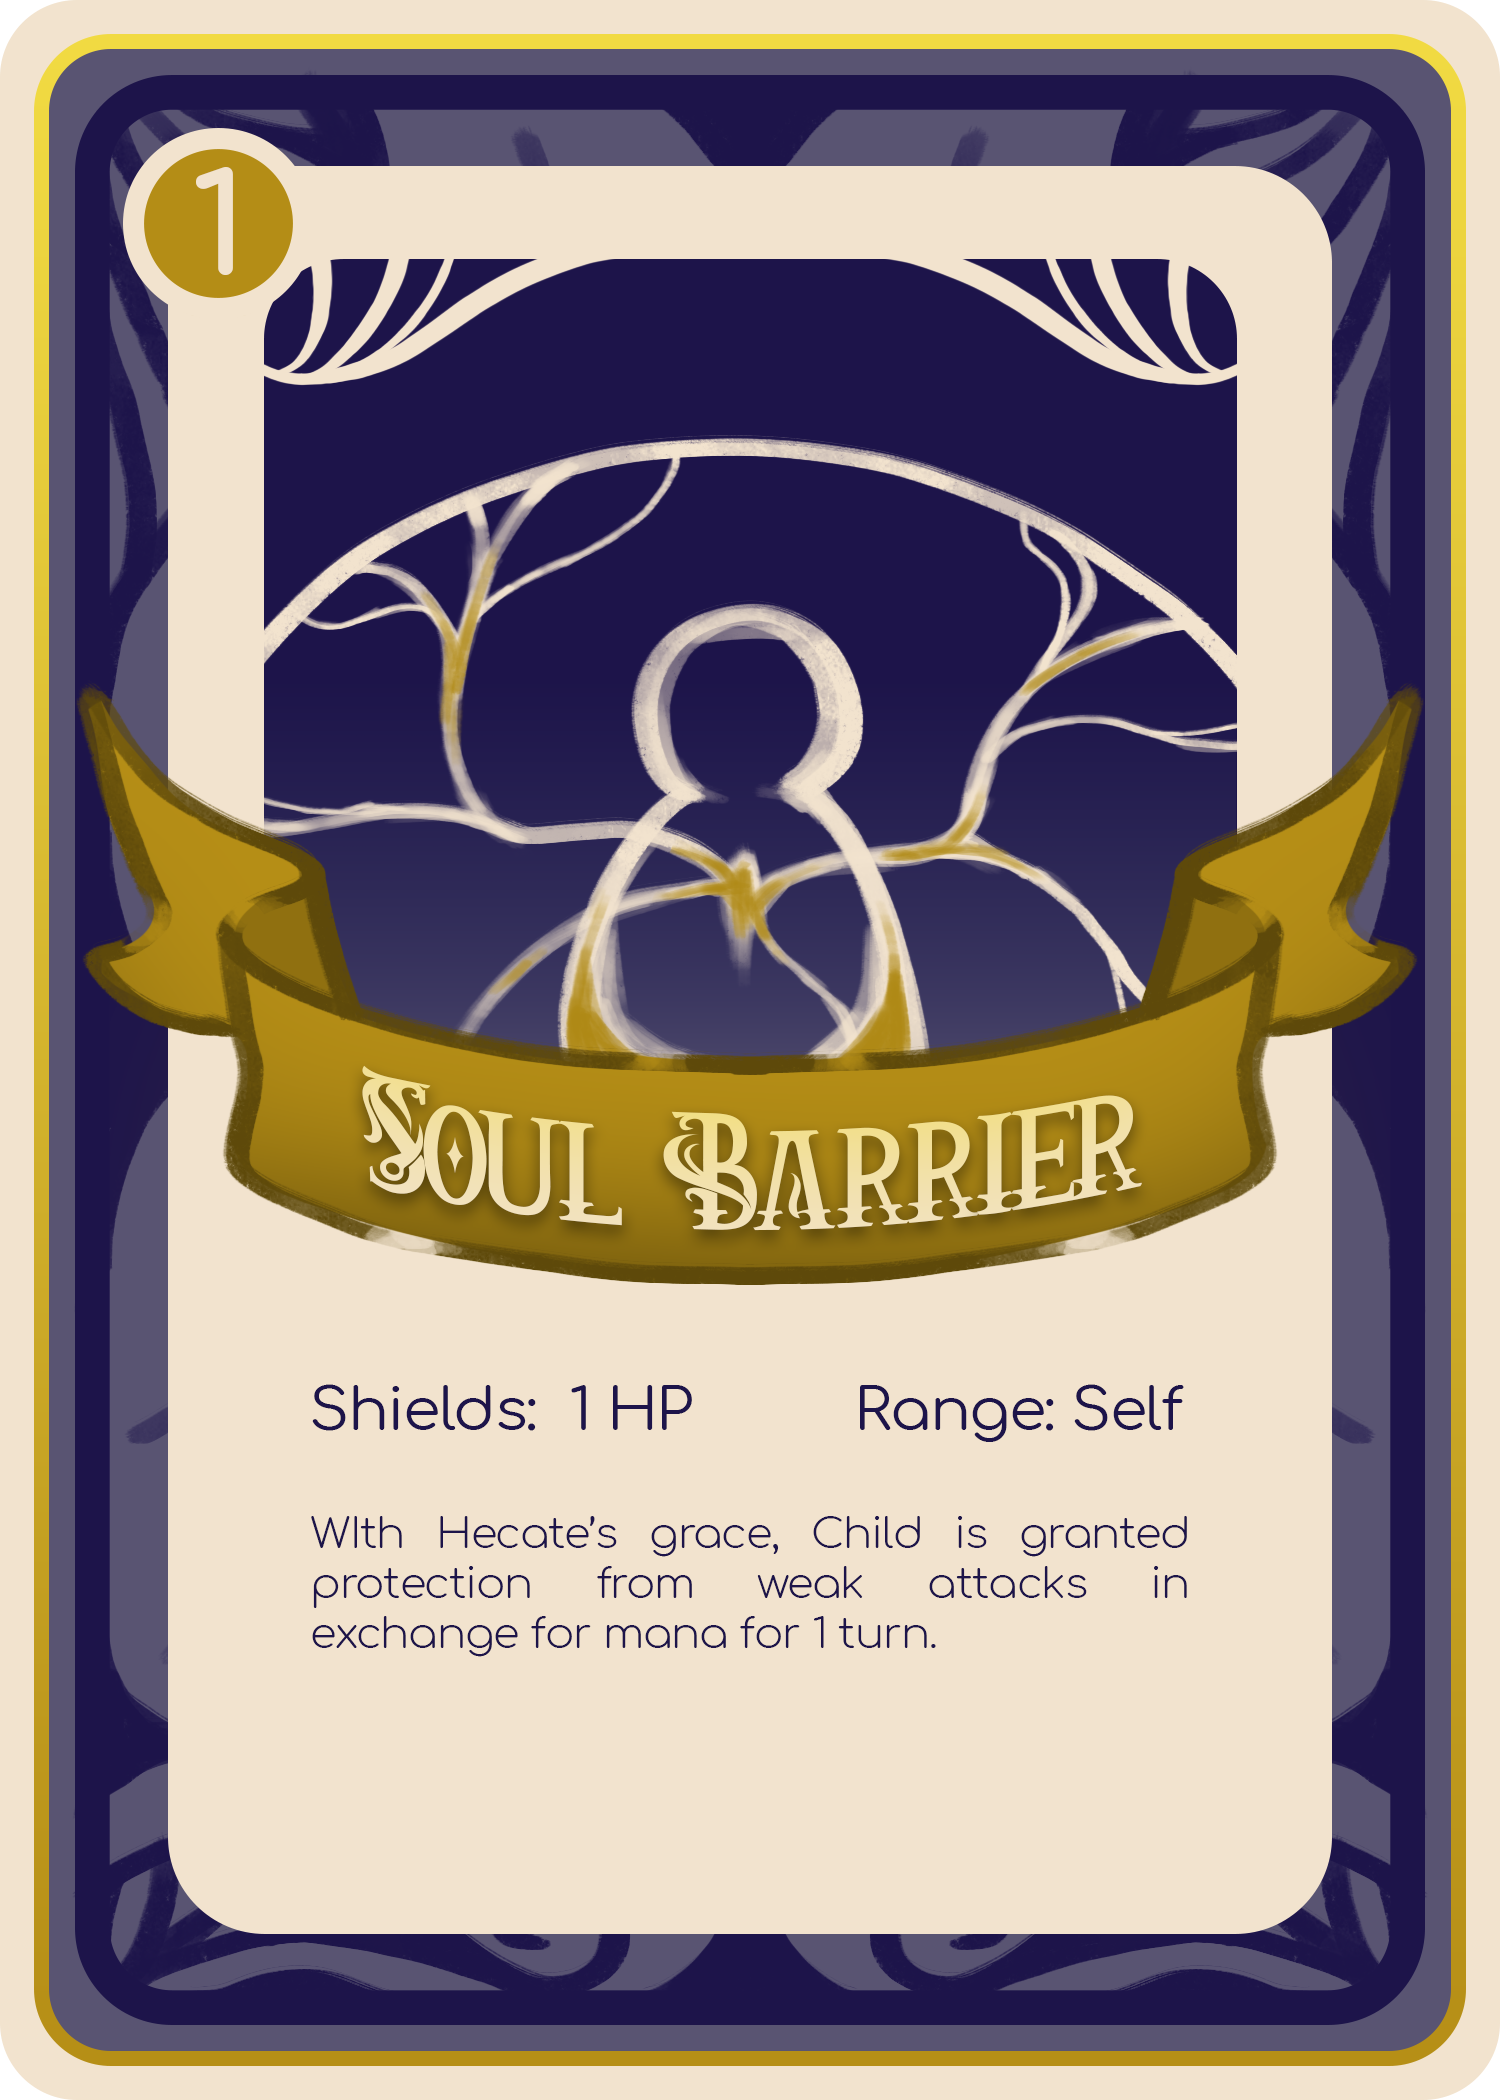 1
Soul Barrier
Shields: 1 HP Range: Self
WIth Hecate's grace, Child is granted
protection from weak attacks in
exchange for mana for 1 turn.